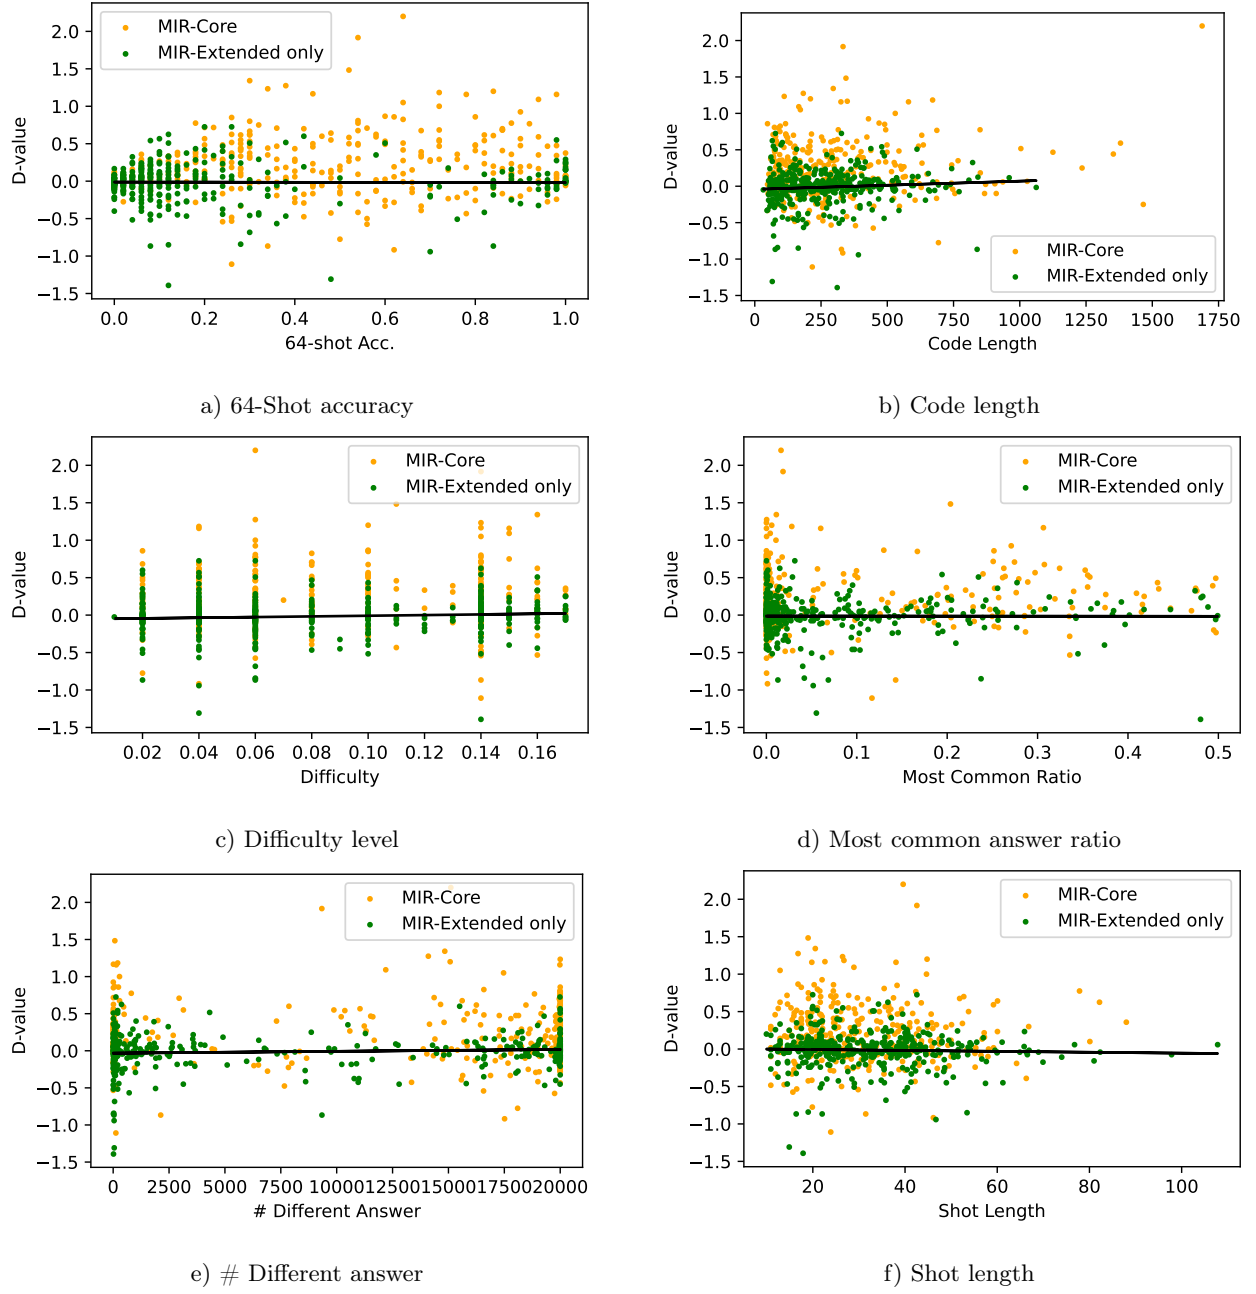 MIR-Core
MIR-Extended only
2.0
1.5
1.0
0.5
0.0
−0.5
−1.0
−1.5
D-value
0.0 0.2 0.4 0.6 0.8 1.0
64-shot Acc.
a) 64-Shot accuracy
2.0
1.5
1.0
0.5
0.0
−0.5
−1.0
−1.5
D-value
MIR-Core
MIR-Extended only
0 250 500 750 1000 1250 1500 1750
Code Length
b) Code length
MIR-Core
MIR-Extended only
2.0
1.5
1.0
0.5
0.0
−0.5
−1.0
−1.5
D-value
0.02 0.04 0.06 0.08 0.10 0.12 0.14 0.16
Difficulty
c) Difficulty level
MIR-Core
MIR-Extended only
2.0
1.5
1.0
0.5
0.0
−0.5
−1.0
−1.5
D-value
0.0 0.1 0.2 0.3 0.4 0.5
Most Common Ratio
d) Most common answer ratio
MIR-Core
MIR-Extended only
2.0
1.5
1.0
0.5
0.0
−0.5
−1.0
−1.5
D-value
0 2500 5000 7500 10000 12500 15000 17500 20000
# Different Answer
e) # Different answer
MIR-Core
MIR-Extended only
2.0
1.5
1.0
0.5
0.0
−0.5
−1.0
−1.5
D-value
20 40 60 80 100
Shot Length
f) Shot length